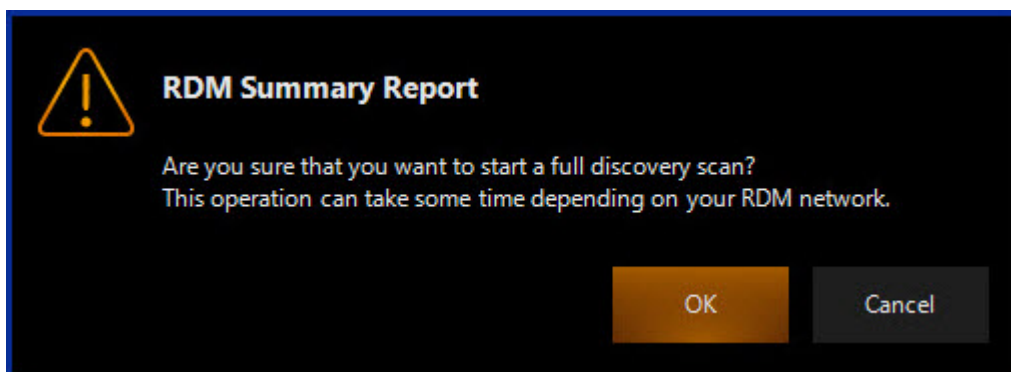 RDM Summary Report
Are you sure that you want to start a full discovery scan?
This operation can take some time depending on your RDM network.
OK
Cancel